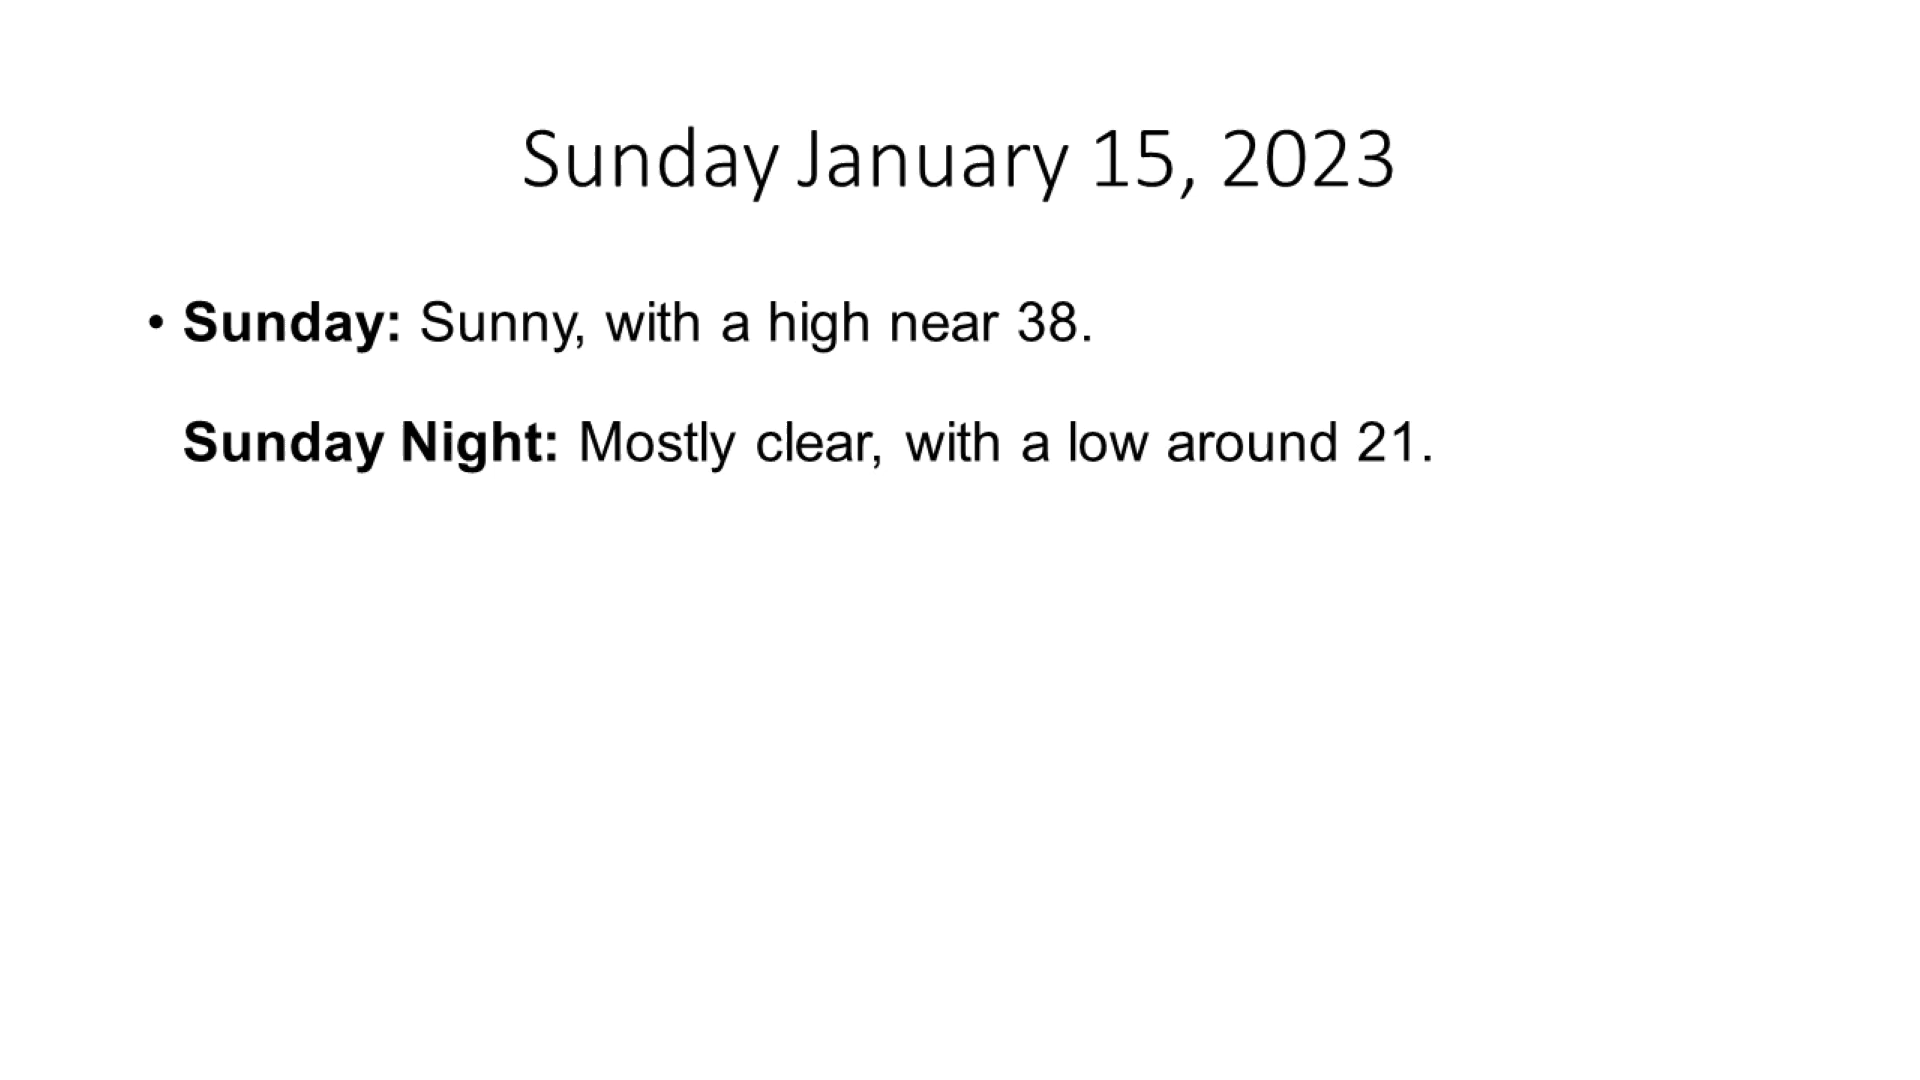 Sunday January 15, 2023
• Sunday: Sunny, with a high near 38.
Sunday Night: Mostly clear, with a low around 21.